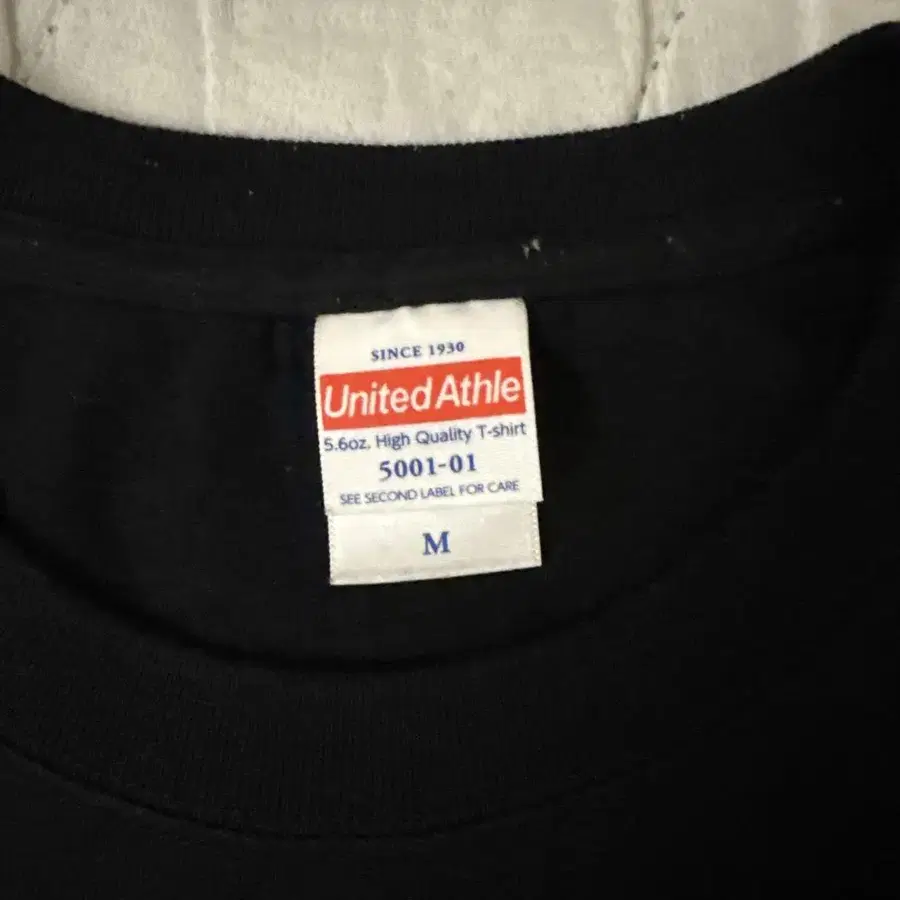 SINCE 1930
United Athle
5.6oz. High Quality T-shirt
5001-01
SEE SECOND LABEL FOR CARE
M